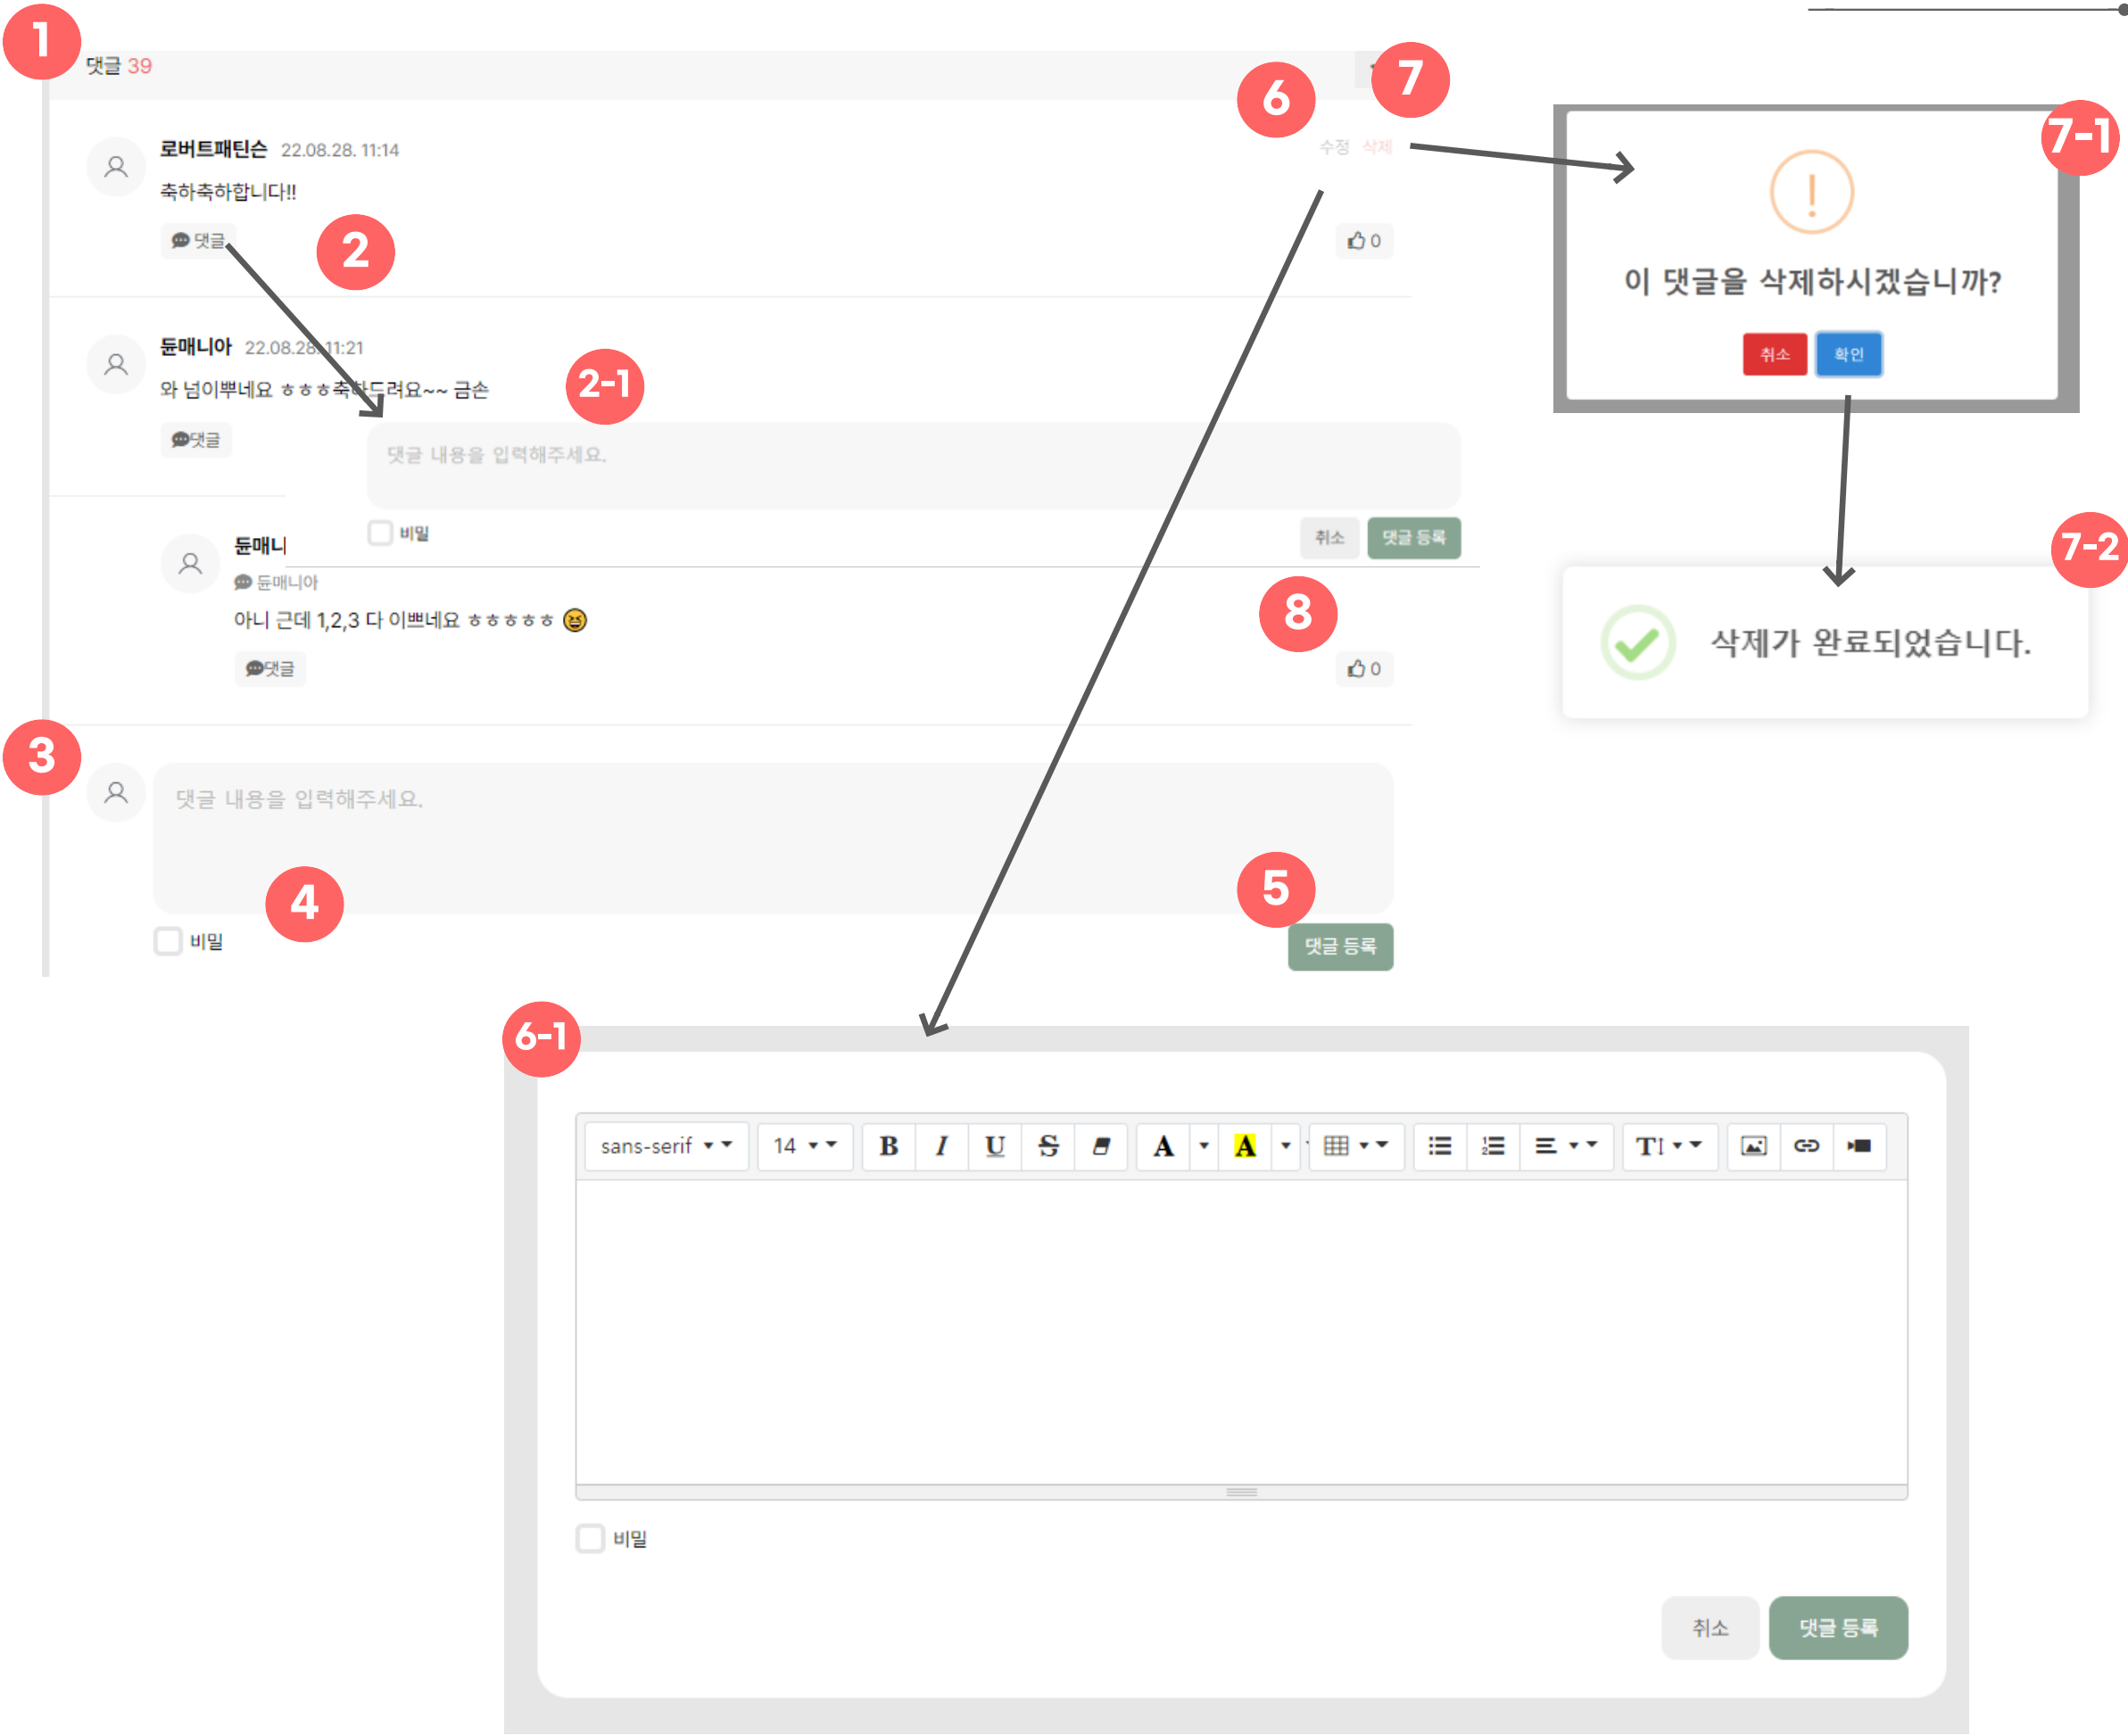 1
댓글 39
6
7
로버트패틴슨 22.08.28. 11:14
수정 삭제
축하축하합니다!!
댓글
2
0
듄매니아 22.08.28. 11:21
와 넘이뿌네요 ㅎㅎㅎ축하드려요~~ 금손
2-1
댓글
댓글 내용을 입력해주세요.
비밀
취소 댓글 등록
듄매니
듄매니아
아니 근데 1,2,3 다 이쁘네요 ㅎㅎㅎㅎㅎ
8
댓글
0
3
댓글 내용을 입력해주세요.
4
5
비밀
댓글 등록
7-1
이 댓글을 삭제하시겠습니까?
취소 확인
7-2
삭제가 완료되었습니다.
6-1
sans-serif 14 B I U S A A T
비밀
취소 댓글 등록